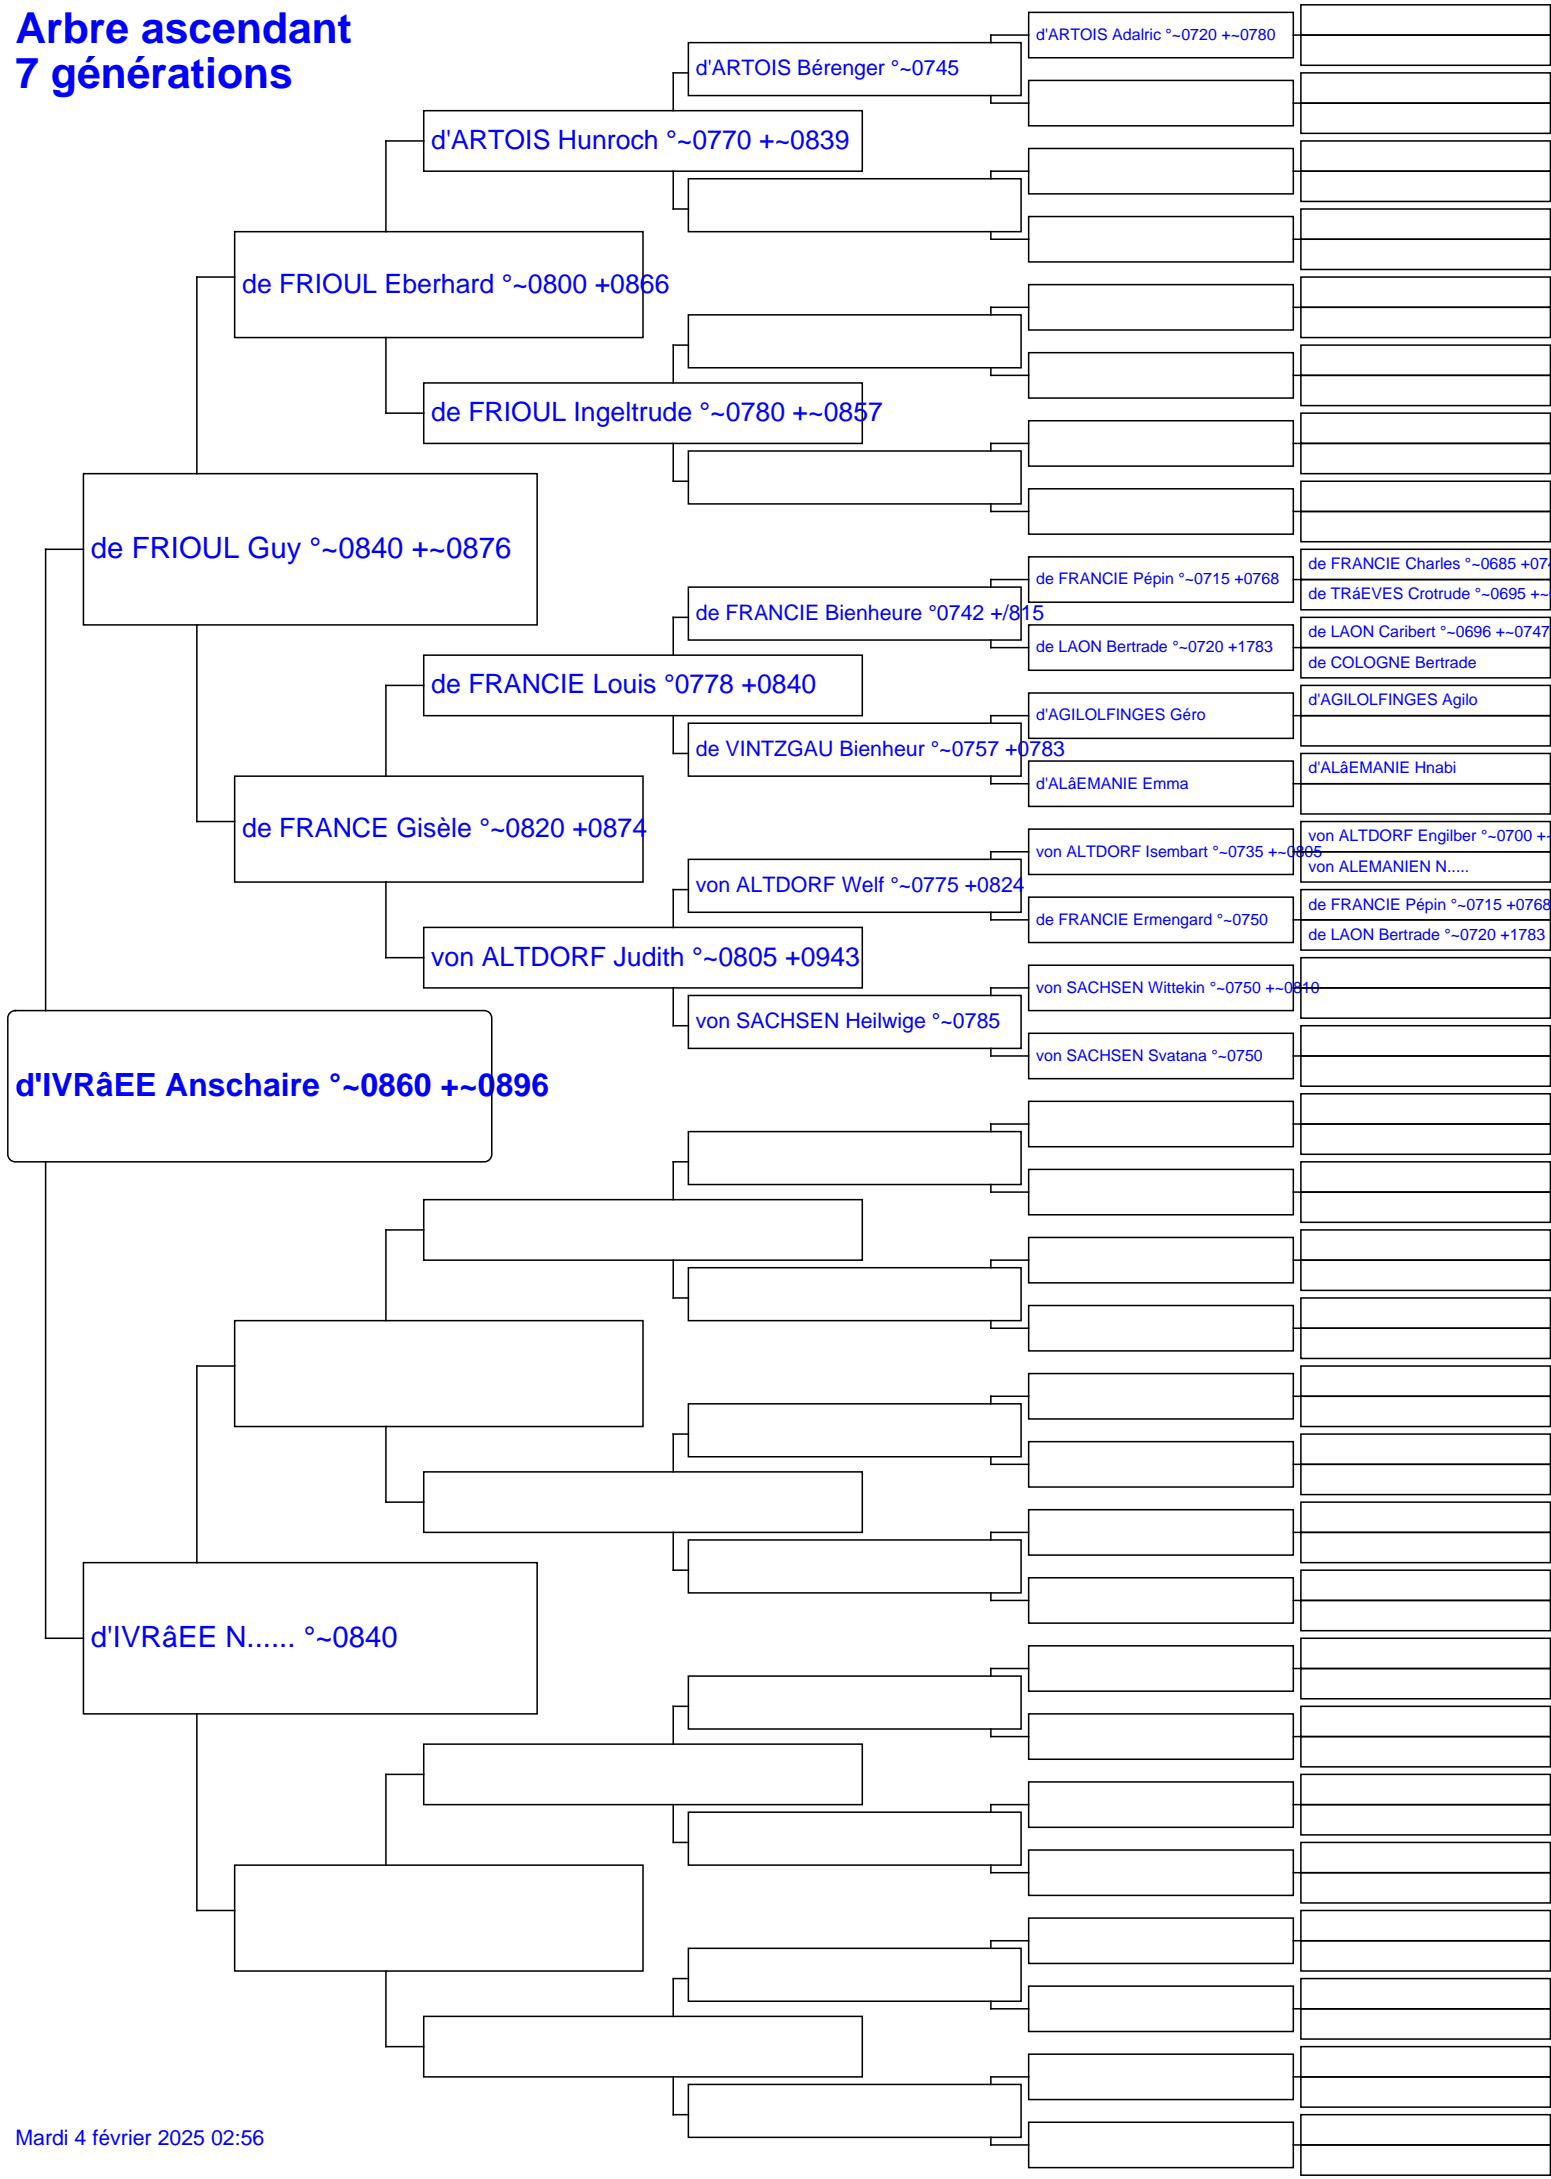 Arbre ascendant
7 générations
d'ARTOIS Adalric °~0720 +~0780
d'ARTOIS Bérenger °~0745
d'ARTOIS Hunroch °~0770 +~0839
de FRIOUL Eberhard °~0800 +0866
de FRIOUL Ingeltrude °~0780 +~0857
de FRIOUL Guy °~0840 +~0876
de FRANCIE Charles °~0685 +074
de FRANCIE Pépin °~0715 +0768
de TRáEVES Crotrude °~0695 +~
de FRANCIE Bienheure °0742 +/815
de LAON Caribert °~0696 +~0747
de LAON Bertrade °~0720 +1783
de COLOGNE Bertrade
de FRANCIE Louis °0778 +0840
d'AGILOLFINGES Agilo
d'AGILOLFINGES Géro
de VINTZGAU Bienheur °~0757 +0783
d'ALâEMANIE Hnabi
d'ALâEMANIE Emma
de FRANCE Gisèle °~0820 +0874
von ALTDORF Engilber °~0700 +~
von ALTDORF Isembart °~0735 +~0805
von ALEMANIEN N.....
von ALTDORF Welf °~0775 +0824
de FRANCIE Pépin °~0715 +0768
de FRANCIE Ermengard °~0750
de LAON Bertrade °~0720 +1783
von ALTDORF Judith °~0805 +0943
von SACHSEN Wittekin °~0750 +~0810
von SACHSEN Heilwige °~0785
von SACHSEN Svatana °~0750
d'IVRâEE Anschaire °~0860 +~0896
d'IVRâEE N...... °~0840
Mardi 4 février 2025 02:56